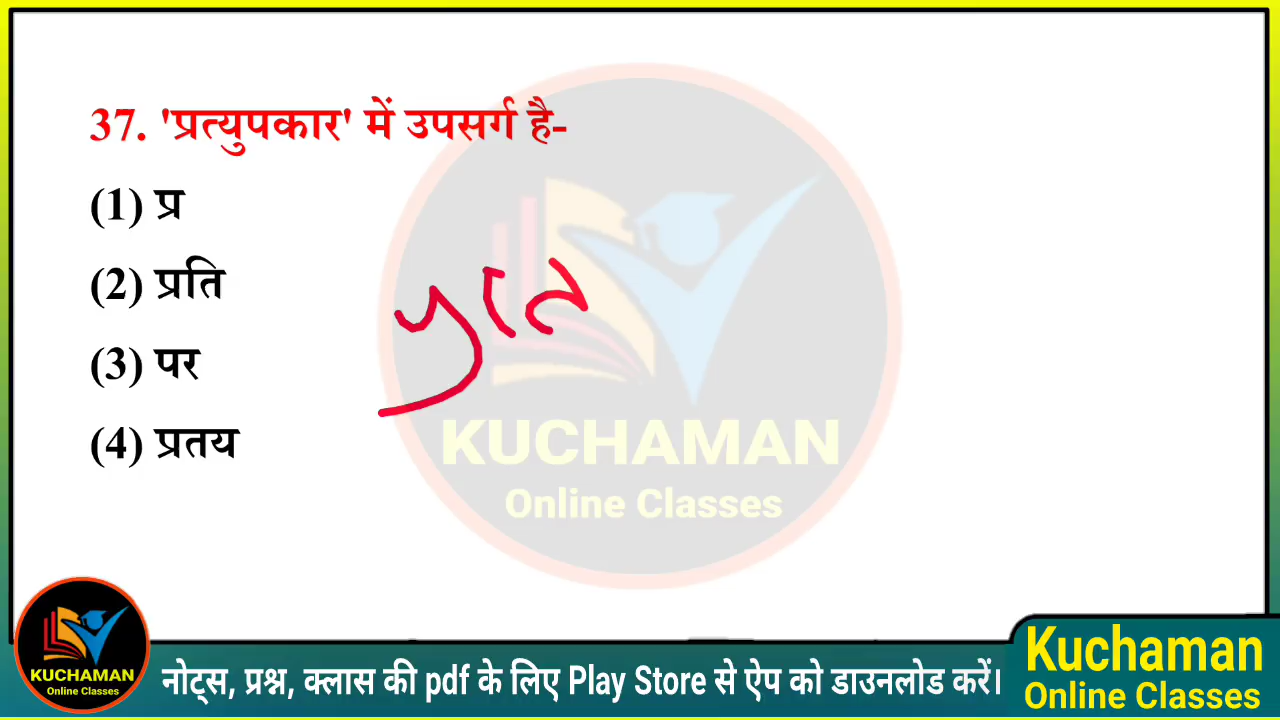 37. 'प्रत्युपकार' में उपसर्ग है-
(1) प्र
(2) प्रति
(3) पर
(4) प्रतय
KUCHAMAN
Online Classes
KUCHAMAN
Online Classes
नोट्स, प्रश्न, क्लास की pdf के लिए Play Store से ऐप को डाउनलोड करें।
Kuchaman
Online Classes